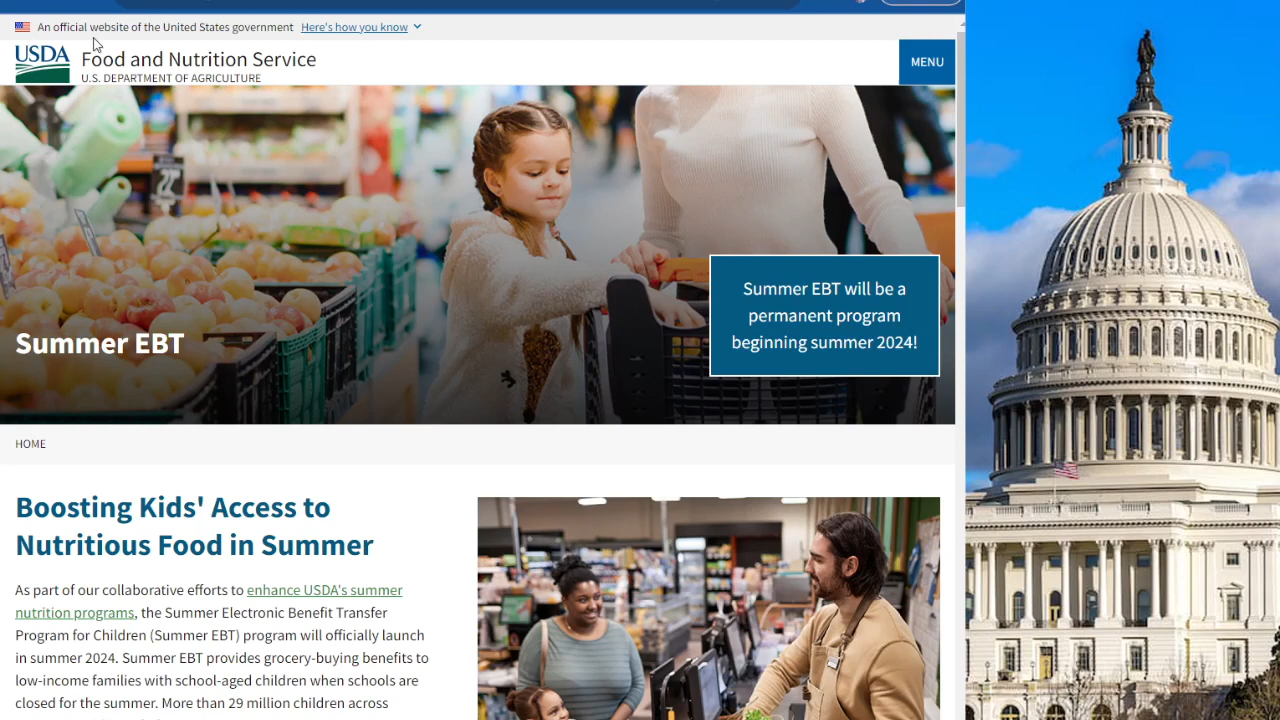 An official website of the United States government Here's how you know
USDA
Food and Nutrition Service
U.S. DEPARTMENT OF AGRICULTURE
MENU
Summer EBT will be a
permanent program
beginning summer 2024!
Summer EBT
HOME
Boosting Kids' Access to
Nutritious Food in Summer
As part of our collaborative efforts to enhance USDA's summer
nutrition programs, the Summer Electronic Benefit Transfer
Program for Children (Summer EBT) program will officially launch
in summer 2024. Summer EBT provides grocery-buying benefits to
low-income families with school-aged children when schools are
closed for the summer. More than 29 million children across